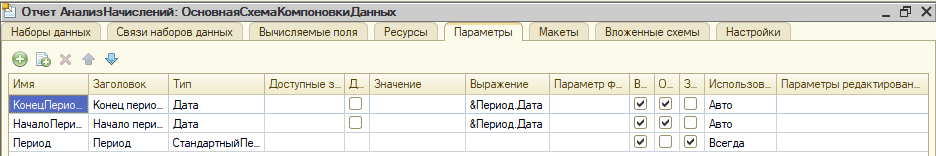 Отчет АнализНачислений: ОсновнаяСхемаКомпоновкиДанных
Наборы данных Связи наборов данных Вычисляемые поля Ресурсы Параметры Макеты Вложенные схемы Настройки
Имя Заголовок Тип Доступные з... Д... Значение Выражение Параметр ф... В... О... З... Использов... Параметры редактирован...
КонецПерио... Конец перио... Дата &Период.Дата Авто
НачалоПери... Начало пери... Дата &Период.Дата Авто
Период Период СтандартныйПе... Всегда